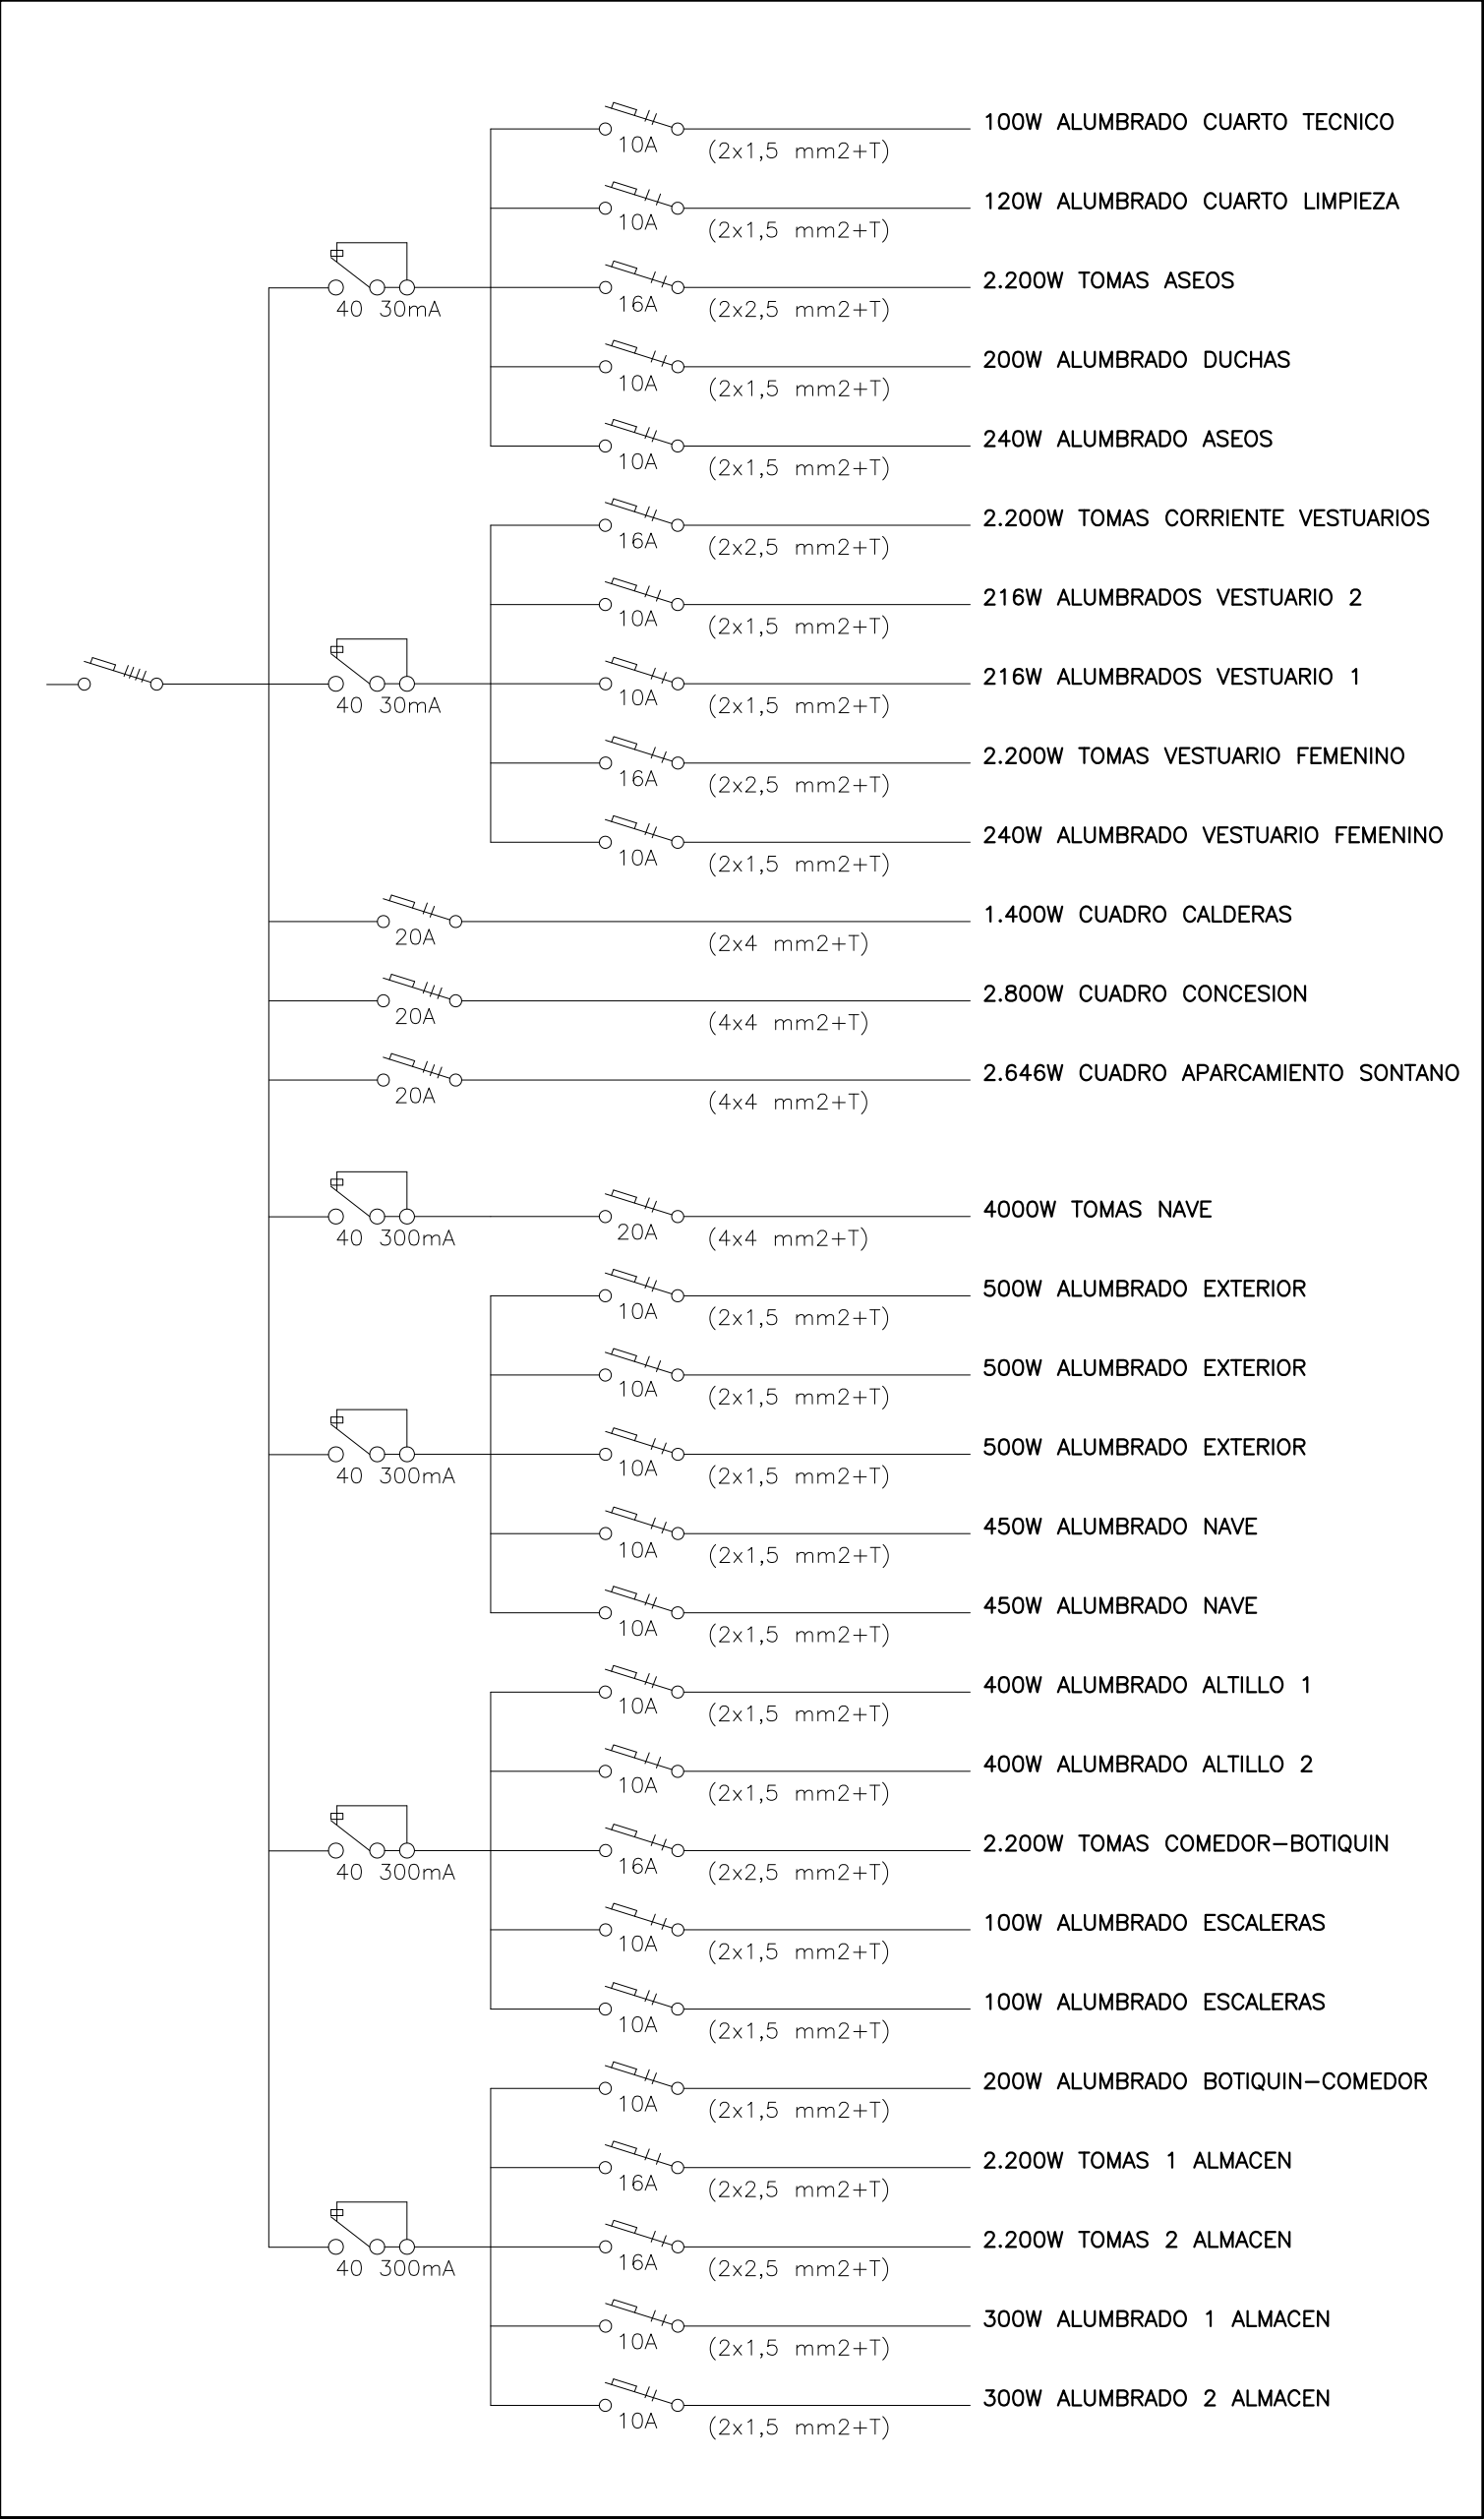 100W ALUMBRADO CUARTO TECNICO
10A (2x1,5 mm2+T)
120W ALUMBRADO CUARTO LIMPIEZA
10A (2x1,5 mm2+T)
2.200W TOMAS ASEOS
40 30mA 16A (2x2,5 mm2+T)
200W ALUMBRADO DUCHAS
10A (2x1,5 mm2+T)
240W ALUMBRADO ASEOS
10A (2x1,5 mm2+T)
2.200W TOMAS CORRIENTE VESTUARIOS
16A (2x2,5 mm2+T)
216W ALUMBRADOS VESTUARIO 2
10A (2x1,5 mm2+T)
216W ALUMBRADOS VESTUARIO 1
40 30mA 10A (2x1,5 mm2+T)
2.200W TOMAS VESTUARIO FEMENINO
16A (2x2,5 mm2+T)
240W ALUMBRADO VESTUARIO FEMENINO
10A (2x1,5 mm2+T)
1.400W CUADRO CALDERAS
20A (2x4 mm2+T)
2.800W CUADRO CONCESION
20A (4x4 mm2+T)
2.646W CUADRO APARCAMIENTO SONTANO
20A (4x4 mm2+T)
4000W TOMAS NAVE
40 300mA 20A (4x4 mm2+T)
500W ALUMBRADO EXTERIOR
10A (2x1,5 mm2+T)
500W ALUMBRADO EXTERIOR
10A (2x1,5 mm2+T)
500W ALUMBRADO EXTERIOR
40 300mA 10A (2x1,5 mm2+T)
450W ALUMBRADO NAVE
10A (2x1,5 mm2+T)
450W ALUMBRADO NAVE
10A (2x1,5 mm2+T)
400W ALUMBRADO ALTILLO 1
10A (2x1,5 mm2+T)
400W ALUMBRADO ALTILLO 2
10A (2x1,5 mm2+T)
2.200W TOMAS COMEDOR-BOTIQUIN
40 300mA 16A (2x2,5 mm2+T)
100W ALUMBRADO ESCALERAS
10A (2x1,5 mm2+T)
100W ALUMBRADO ESCALERAS
10A (2x1,5 mm2+T)
200W ALUMBRADO BOTIQUIN-COMEDOR
10A (2x1,5 mm2+T)
2.200W TOMAS 1 ALMACEN
16A (2x2,5 mm2+T)
2.200W TOMAS 2 ALMACEN
40 300mA 16A (2x2,5 mm2+T)
300W ALUMBRADO 1 ALMACEN
10A (2x1,5 mm2+T)
300W ALUMBRADO 2 ALMACEN
10A (2x1,5 mm2+T)